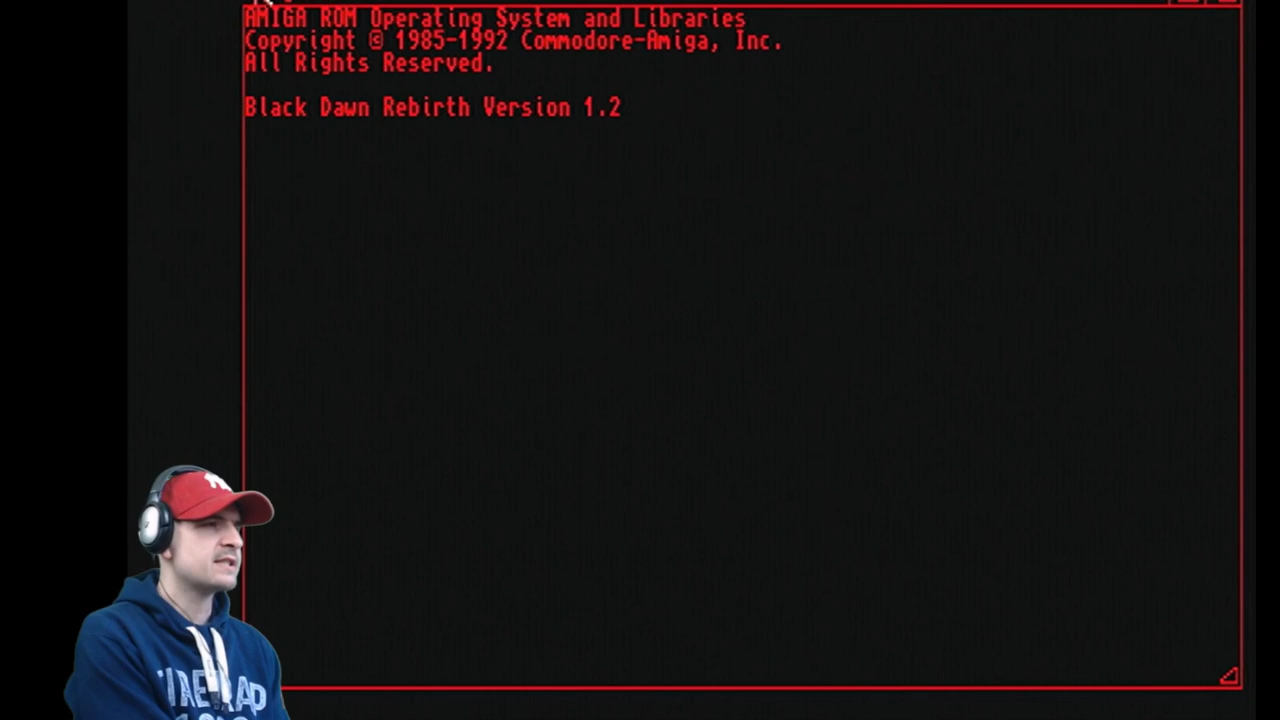 AMIGA ROM Operating System and Libraries
Copyright © 1985-1992 Commodore-Amiga, Inc.
All Rights Reserved.
Black Dawn Rebirth Version 1.2